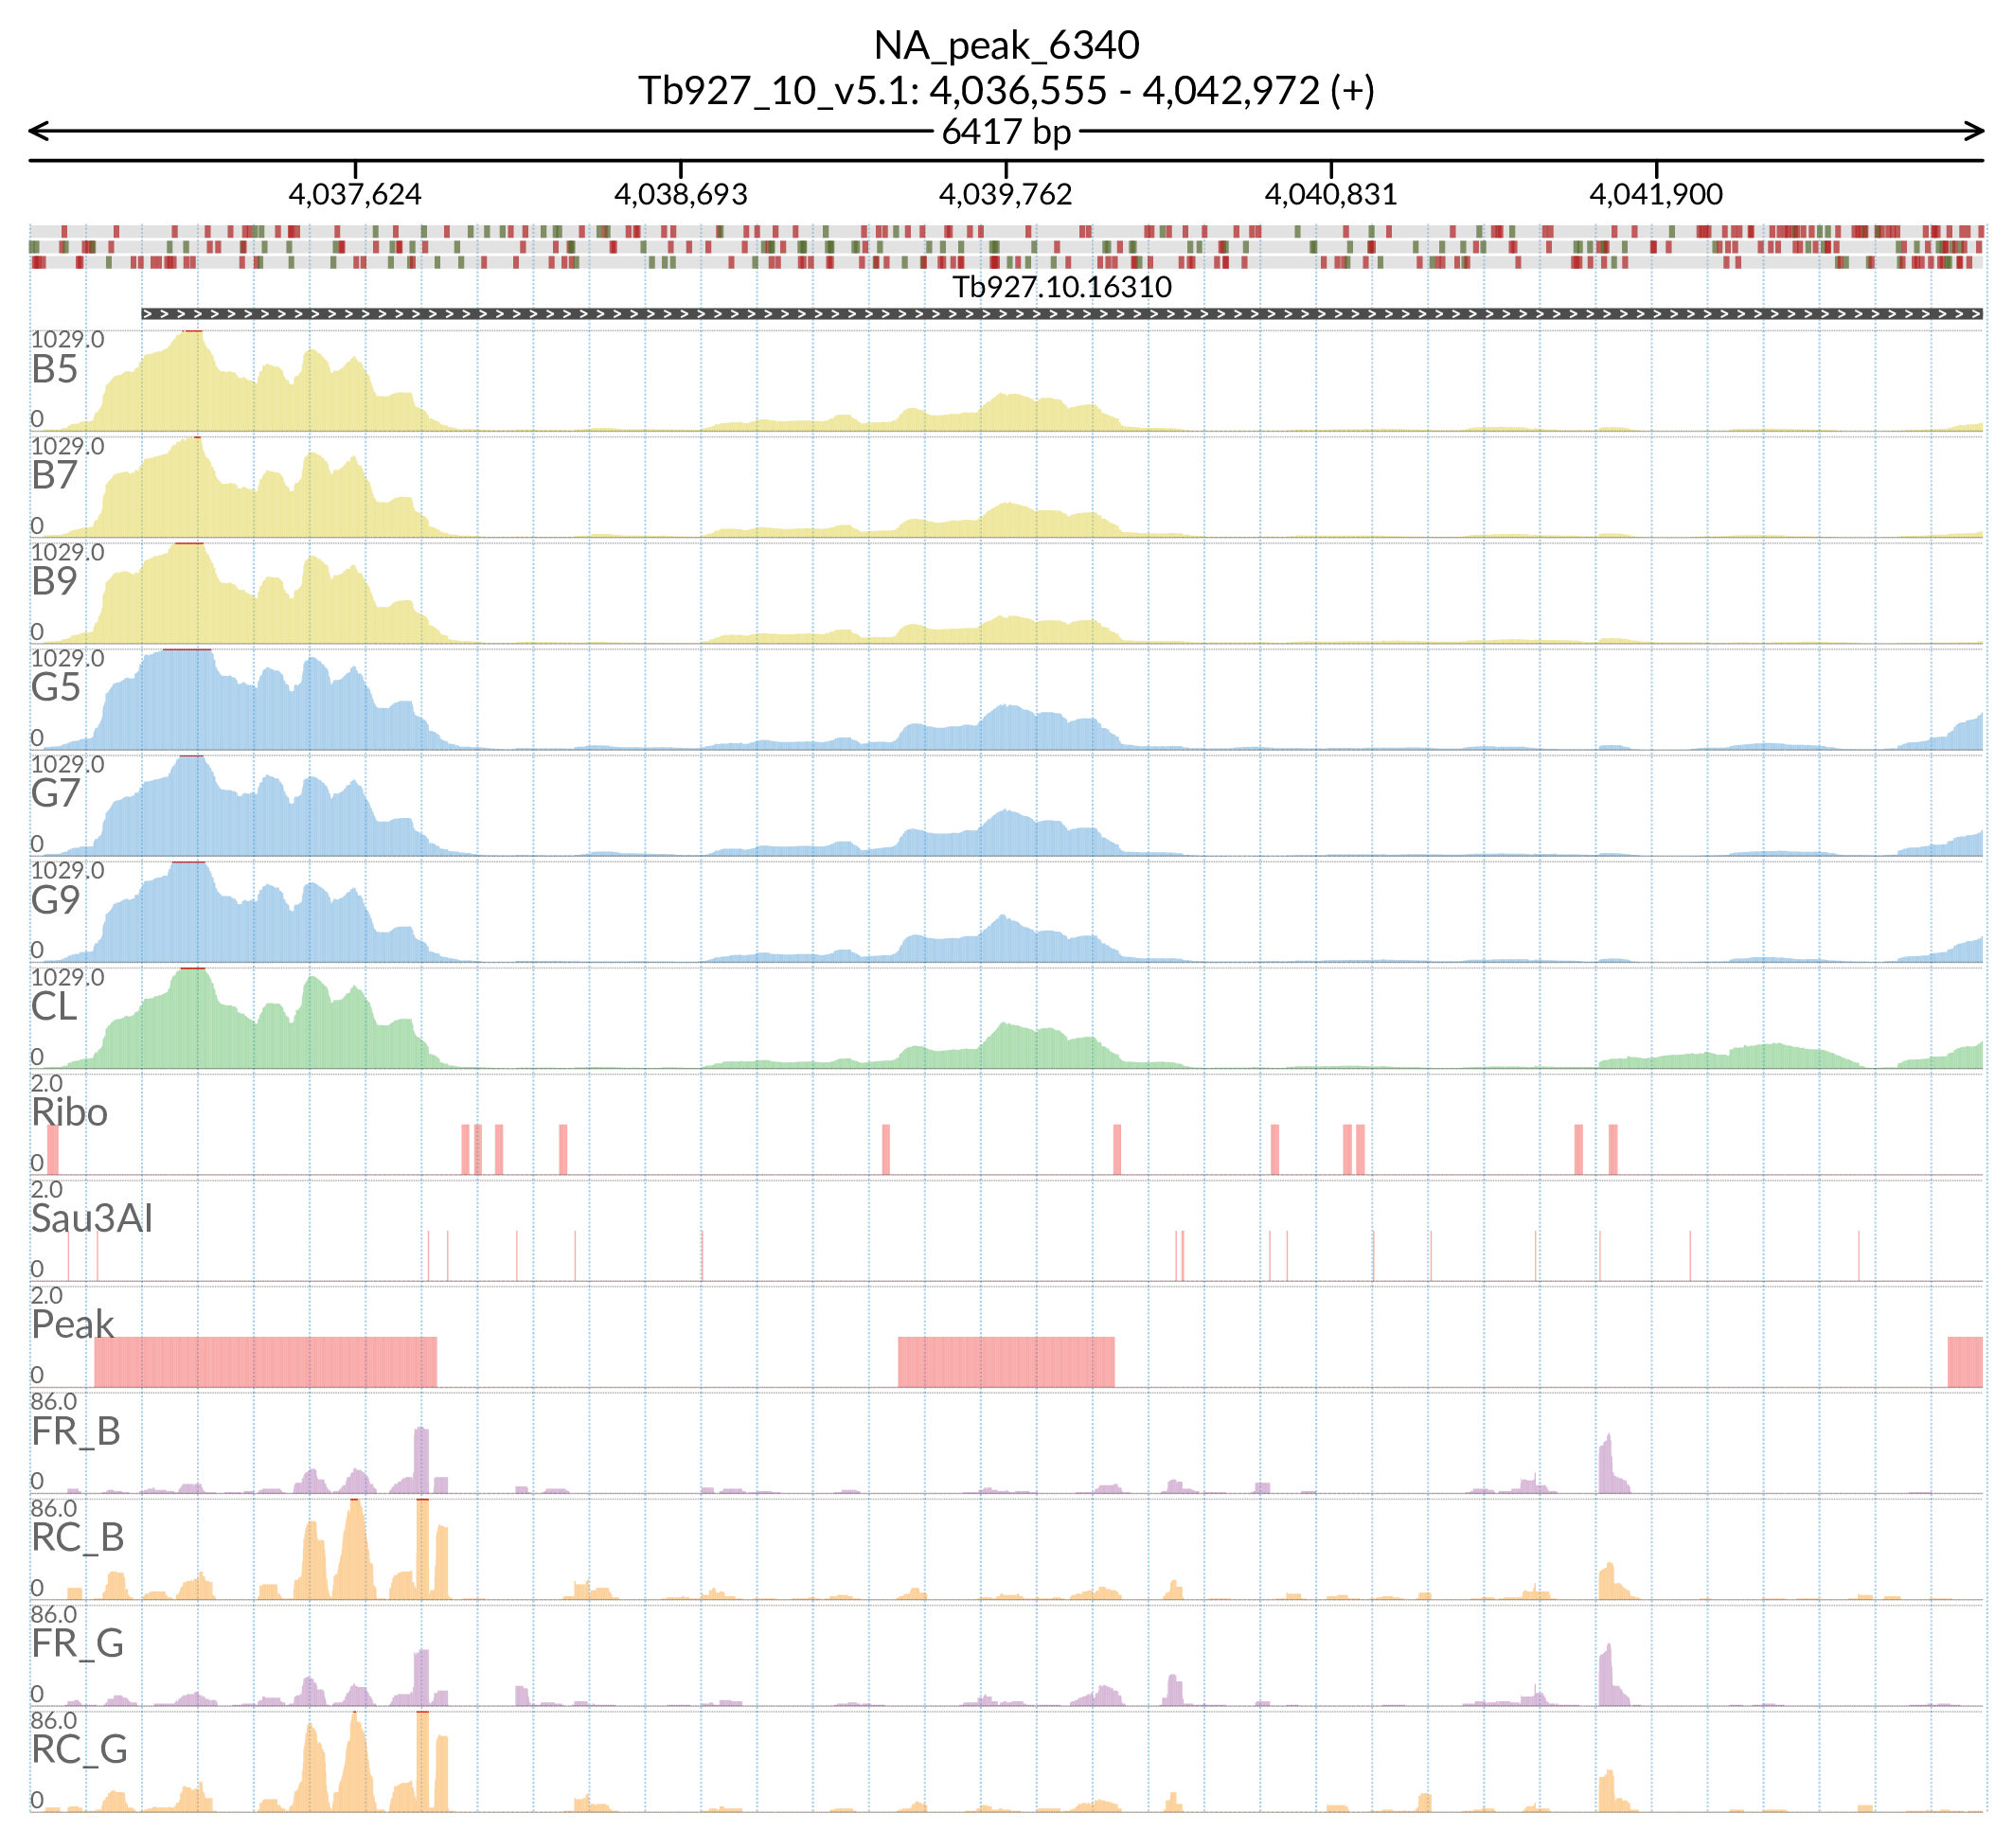 NA_peak_6340
Tb927_10_v5.1: 4,036,555 - 4,042,972 (+)
6417 bp
4,037,624 4,038,693 4,039,762 4,040,831 4,041,900
Tb927.10.16310
1029.0
B5
0
1029.0
B7
0
1029.0
B9
0
1029.0
G5
0
1029.0
G7
0
1029.0
G9
0
1029.0
CL
0
2.0
Ribo
0
2.0
Sau3AI
0
2.0
Peak
0
86.0
FR_B
0
86.0
RC_B
0
86.0
FR_G
0
86.0
RC_G
0